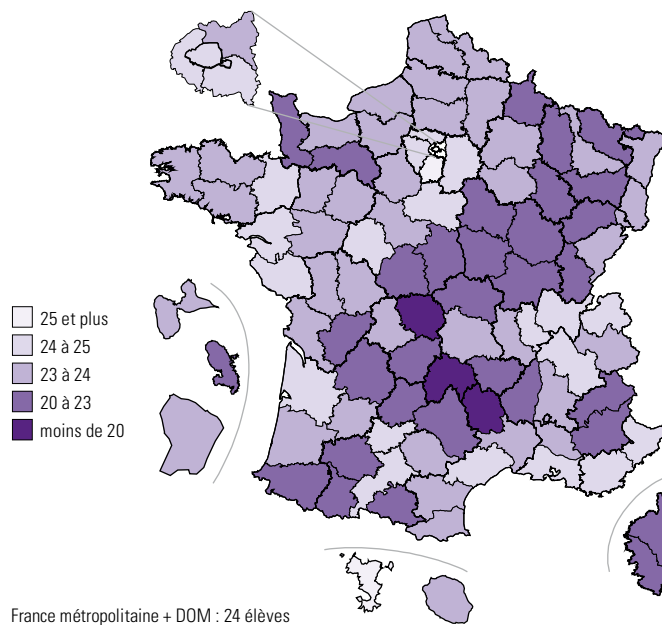 25 et plus
24 à 25
23 à 24
20 à 23
moins de 20
France métropolitaine + DOM : 24 élèves